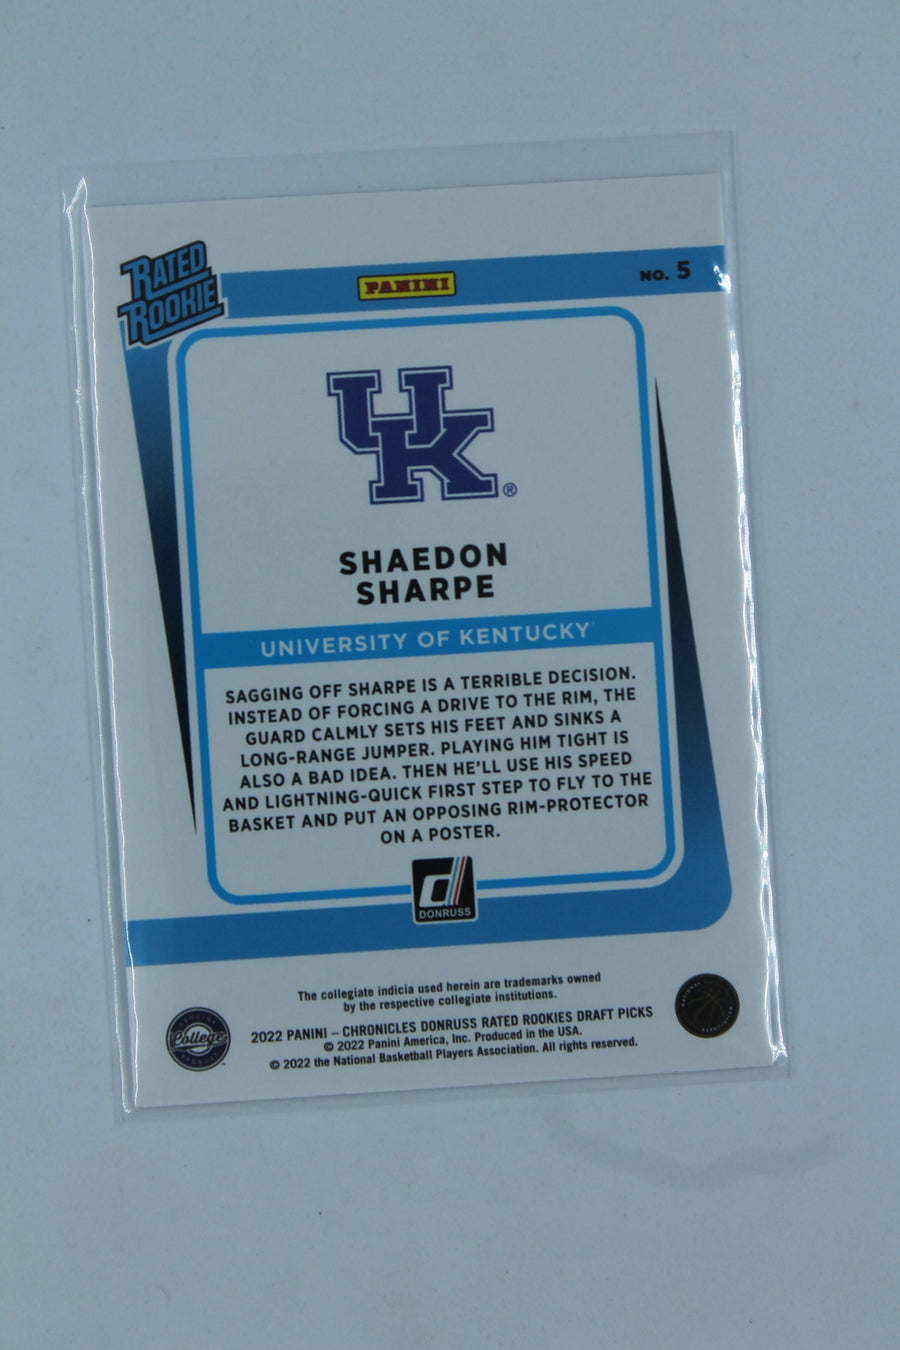 RATED
ROOKIE
PANINI
NO. 5
UK®
SHAEDON
SHARPE
UNIVERSITY OF KENTUCKY
SAGGING OFF SHARPE IS A TERRIBLE DECISION.
INSTEAD OF FORCING A DRIVE TO THE RIM, THE
GUARD CALMLY SETS HIS FEET AND SINKS A
LONG-RANGE JUMPER. PLAYING HIM TIGHT IS
ALSO A BAD IDEA. THEN HE'LL USE HIS SPEED
AND LIGHTNING-QUICK FIRST STEP TO FLY TO THE
BASKET AND PUT AN OPPOSING RIM-PROTECTOR
ON A POSTER.
d
DONRUSS
The collegiate indicia used herein are trademarks owned
by the respective collegiate institutions.
2022 PANINI – CHRONICLES DONRUSS RATED ROOKIES DRAFT PICKS
© 2022 Panini America, Inc. Produced in the USA.
© 2022 the National Basketball Players Association. All rights reserved.
College